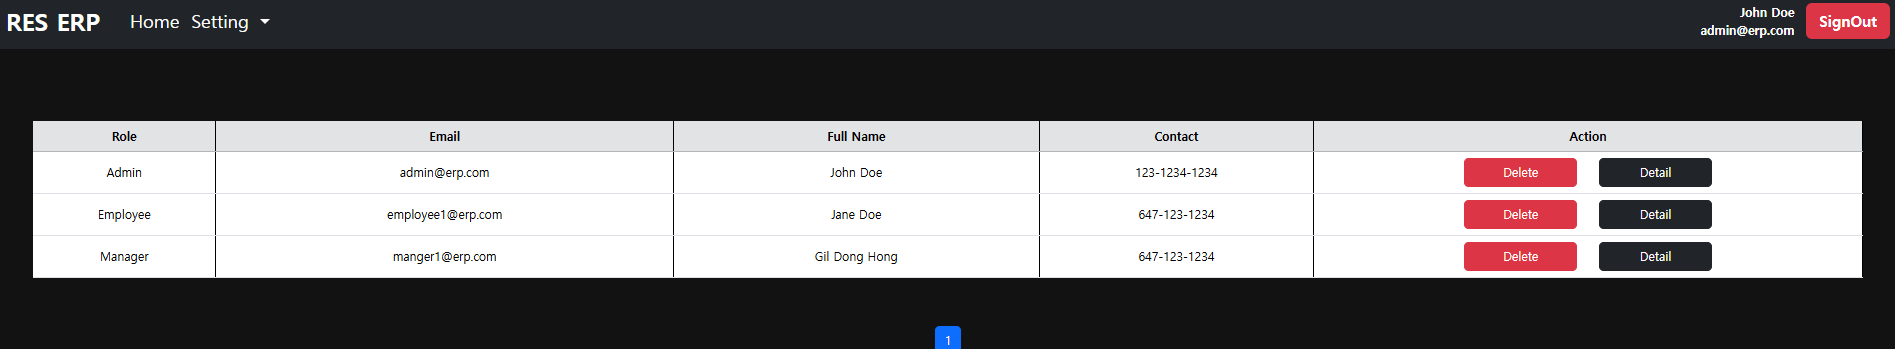 RES ERP Home Setting John Doe SignOut
admin@erp.com
Role Email Full Name Contact Action
Admin admin@erp.com John Doe 123-1234-1234 Delete Detail
Employee employee1@erp.com Jane Doe 647-123-1234 Delete Detail
Manager manger1@erp.com Gil Dong Hong 647-123-1234 Delete Detail
1